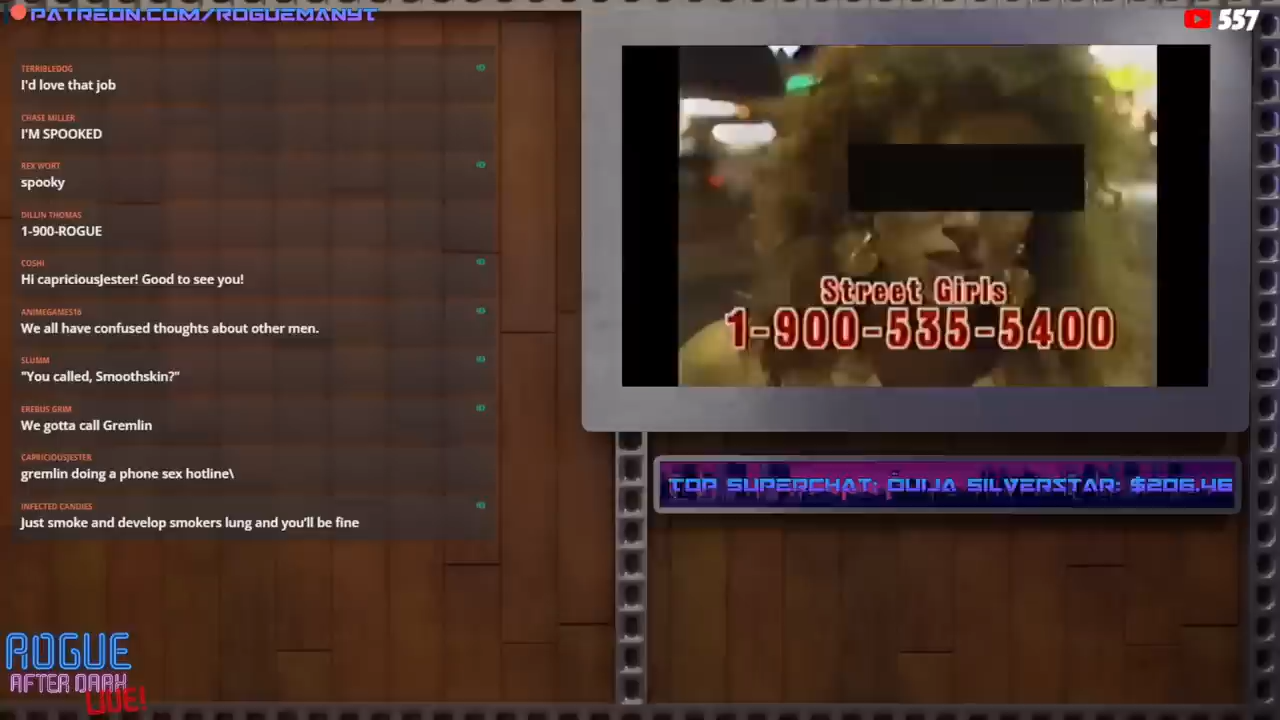 PATREON.COM/ROGUEMANYT
557
TERRIBLEDOG
I'd love that job
CHASE MILLER
I'M SPOOKED
REX WORT
spooky
DILLIN THOMAS
1-900-ROGUE
COSHI
Hi capriciousJester! Good to see you!
ANIMEGAMES16
We all have confused thoughts about other men.
SLUMM
"You called, Smoothskin?"
EREBUS GRIM
We gotta call Gremlin
CAPRICIOUSJESTER
gremlin doing a phone sex hotline\
INFECTED CANDIES
Just smoke and develop smokers lung and you'll be fine
Street Girls
1-900-535-5400
TOP SUPERCHAT: OUIJA SILVERSTAR: $206.46
ROGUE
AFTER DARK
LIVE!